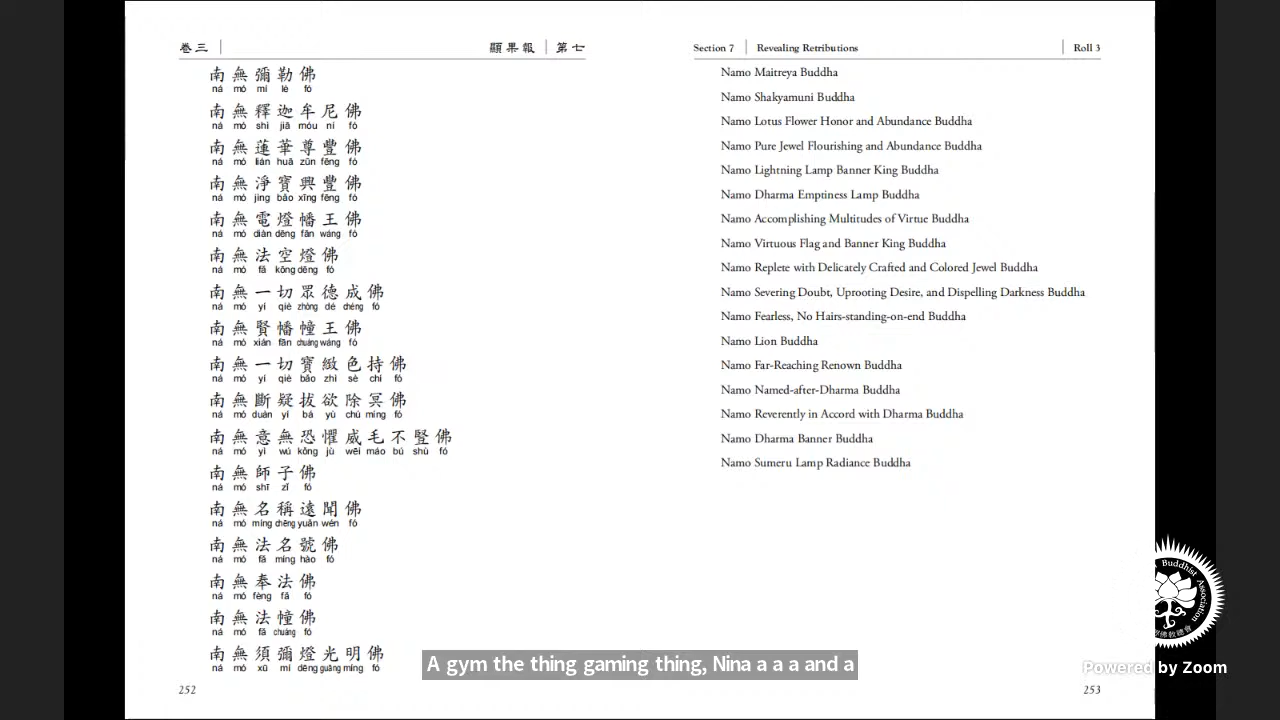 卷三 顯果報 第七
南無彌勒佛
ná mó mí lè fó
南無釋迦牟尼佛
ná mó shì jiā móu ní fó
南無蓮華尊豐佛
ná mó lián huā zūn fēng fó
南無淨寶興豐佛
ná mó jìng bǎo xīng fēng fó
南無電燈幡王佛
ná mó diàn dēng fān wáng fó
南無法空燈佛
ná mó fǎ kōng dēng fó
南無一切眾德成佛
ná mó yí qiè zhòng dé chéng fó
南無賢幡幢王佛
ná mó xián fān chuáng wáng fó
南無一切寶緻色持佛
ná mó yí qiè bǎo zhì sè chí fó
南無斷疑拔欲除冥佛
ná mó duàn yí bá yù chú míng fó
南無意無恐懼威毛不豎佛
ná mó yì wú kǒng jù wēi máo bú shù fó
南無師子佛
ná mó shī zǐ fó
南無名稱遠聞佛
ná mó míng chēng yuǎn wén fó
南無法名號佛
ná mó fǎ míng hào fó
南無奉法佛
ná mó fèng fǎ fó
南無法幢佛
ná mó fǎ chuáng fó
南無須彌燈光明佛
ná mó xū mí dēng guāng míng fó
252
Section 7 Revealing Retributions Roll 3
Namo Maitreya Buddha
Namo Shakyamuni Buddha
Namo Lotus Flower Honor and Abundance Buddha
Namo Pure Jewel Flourishing and Abundance Buddha
Namo Lightning Lamp Banner King Buddha
Namo Dharma Emptiness Lamp Buddha
Namo Accomplishing Multitudes of Virtue Buddha
Namo Virtuous Flag and Banner King Buddha
Namo Replete with Delicately Crafted and Colored Jewel Buddha
Namo Severing Doubt, Uprooting Desire, and Dispelling Darkness Buddha
Namo Fearless, No Hairs-standing-on-end Buddha
Namo Lion Buddha
Namo Far-Reaching Renown Buddha
Namo Named-after-Dharma Buddha
Namo Reverently in Accord with Dharma Buddha
Namo Dharma Banner Buddha
Namo Sumeru Lamp Radiance Buddha
253
Buddhist Association
佛教總會
A gym the thing gaming thing, Nina a a a and a
Powered by Zoom